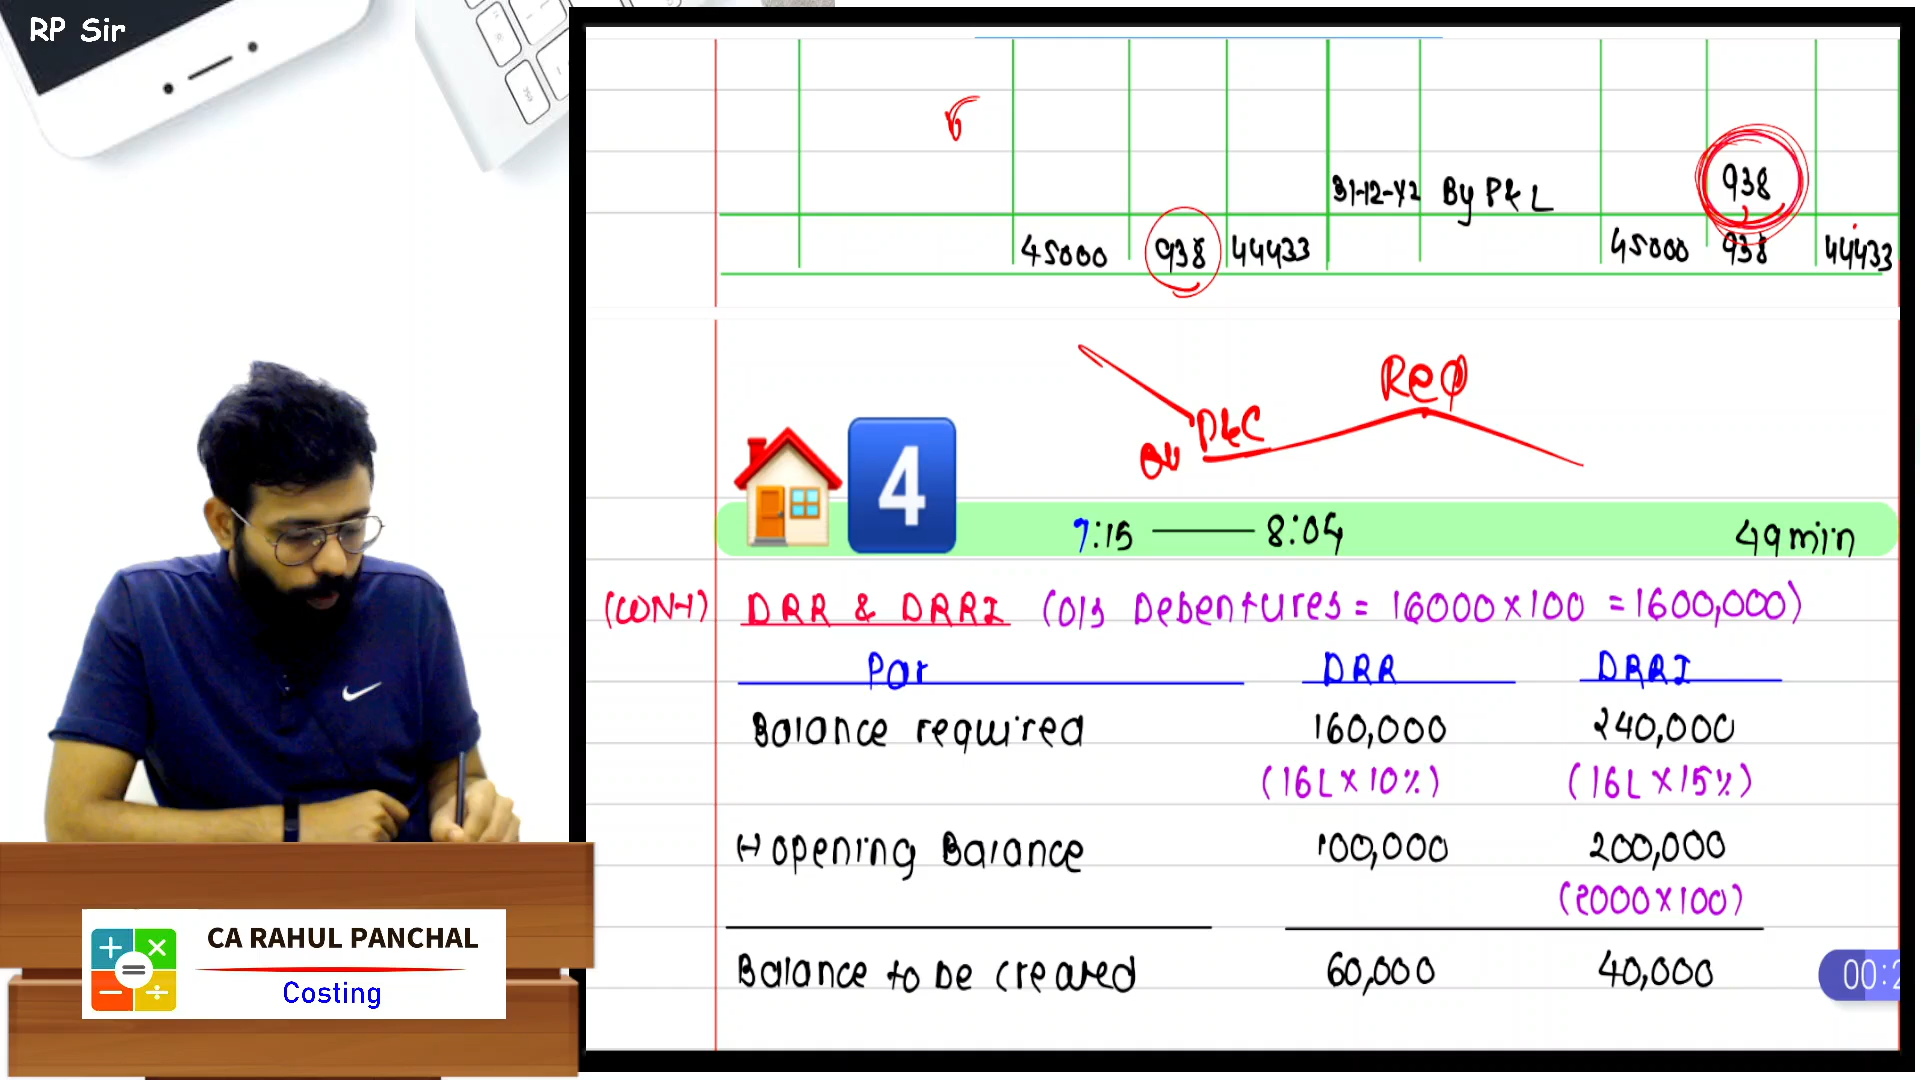 RP Sir
938
31-12-Y2 By P&L
45000 938 44433 45000 938 44433
Req
P&C
4
7:15 — 8:04 49 min
(CON-1) DRR & DRRI (O/S Debentures = 16000×100 = 1600,000)
Par DRR DRRI
Balance required 160,000 240,000
(16L×10%) (16L×15%)
(-) opening Balance 100,000 200,000
(2000×100)
Balance to be created 60,000 40,000
CA RAHUL PANCHAL
Costing